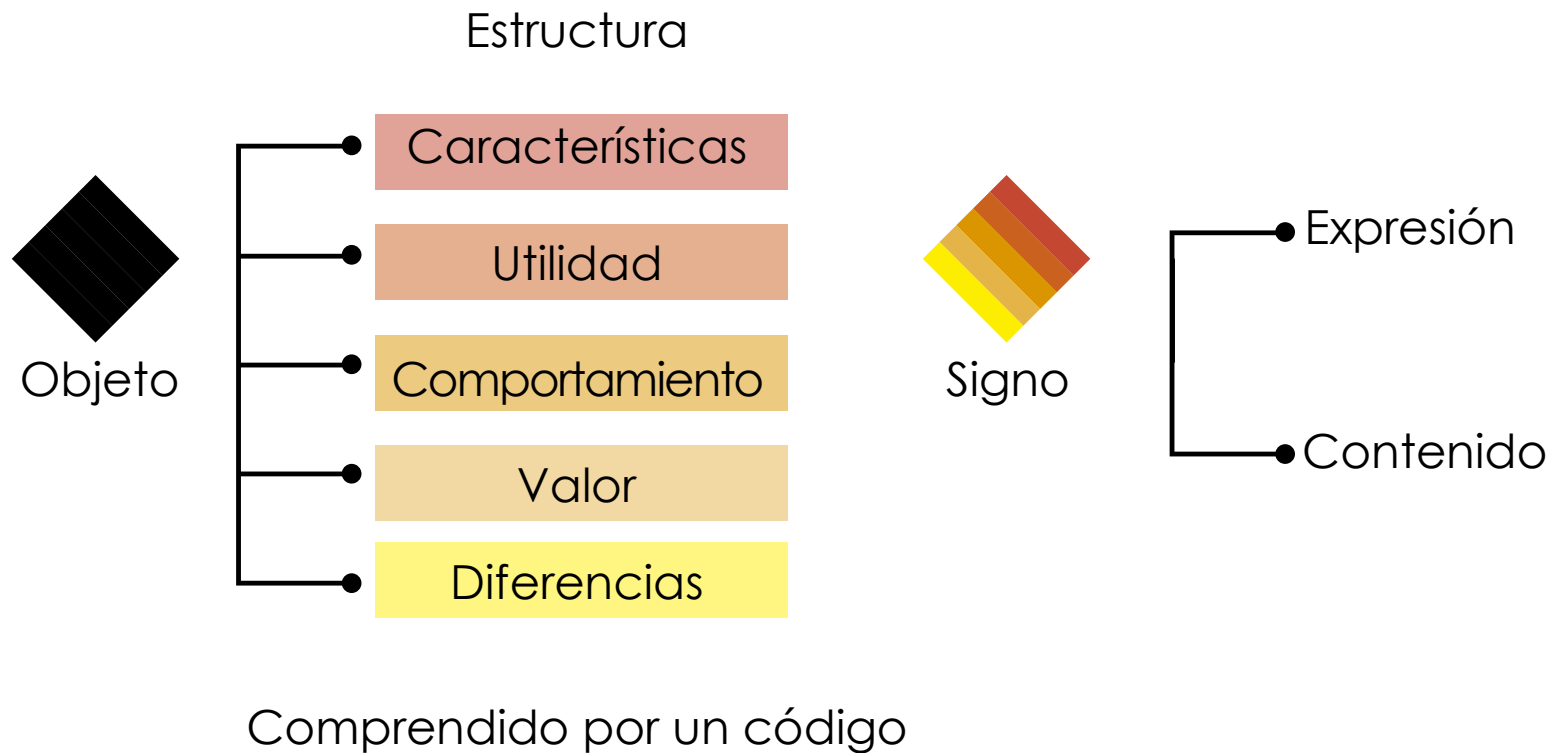 Estructura
Características
Utilidad
Comportamiento
Valor
Diferencias
Objeto
Signo
Expresión
Contenido
Comprendido por un código